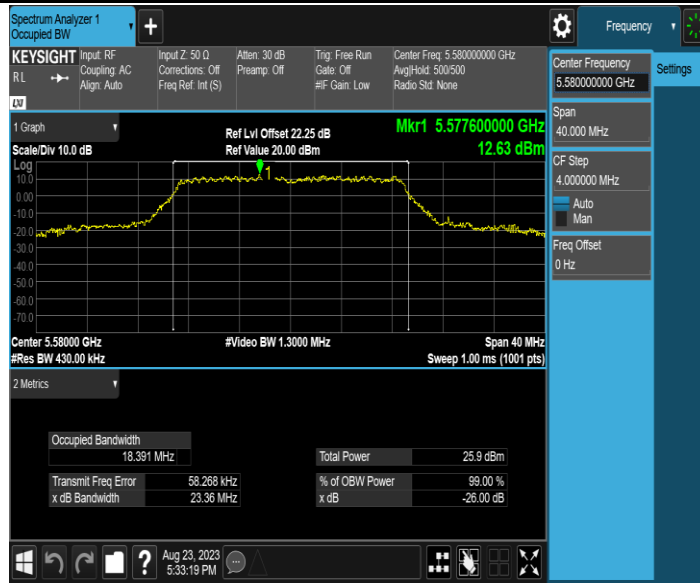 Spectrum Analyzer 1
Occupied BW
+
Frequency
KEYSIGHT
RL
LXI
Input: RF
Coupling: AC
Align: Auto
Input Z: 50 Ω
Corrections: Off
Freq Ref: Int (S)
Atten: 30 dB
Preamp: Off
Trig: Free Run
Gate: Off
#IF Gain: Low
Center Freq: 5.580000000 GHz
Avg|Hold: 500/500
Radio Std: None
Center Frequency
5.580000000 GHz
Settings
Span
40.000 MHz
CF Step
4.000000 MHz
Auto
Man
Freq Offset
0 Hz
1 Graph
Scale/Div 10.0 dB
Ref Lvl Offset 22.25 dB
Ref Value 20.00 dBm
Mkr1 5.577600000 GHz
12.63 dBm
Log
10.0
0.00
-10.0
-20.0
-30.0
-40.0
-50.0
-60.0
-70.0
1
Center 5.58000 GHz
#Res BW 430.00 kHz
#Video BW 1.3000 MHz
Span 40 MHz
Sweep 1.00 ms (1001 pts)
2 Metrics
Occupied Bandwidth
18.391 MHz
Total Power 25.9 dBm
Transmit Freq Error 58.268 kHz
% of OBW Power 99.00 %
x dB Bandwidth 23.36 MHz
x dB -26.00 dB
?
Aug 23, 2023
5:33:19 PM